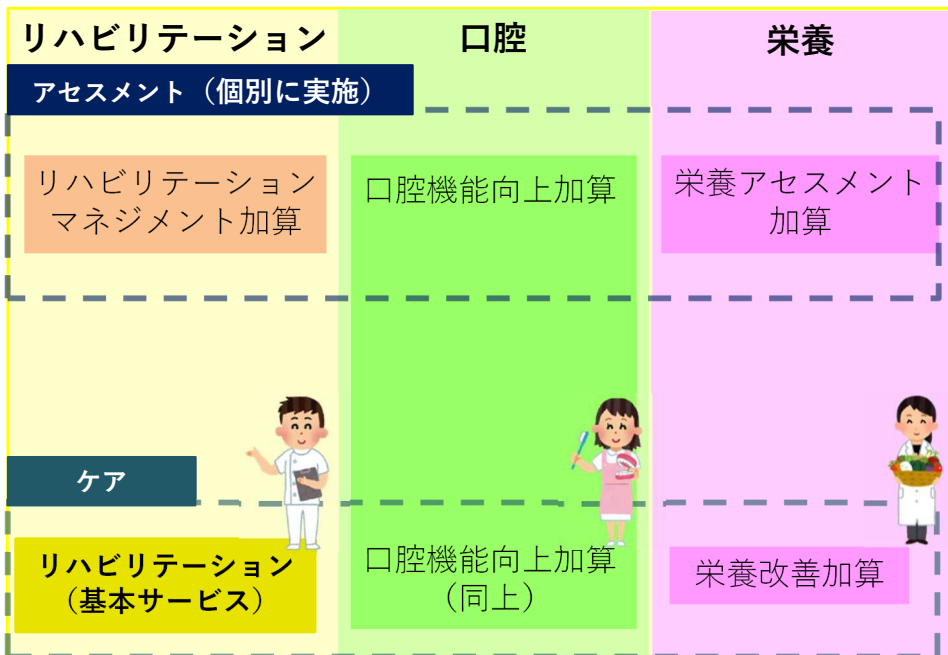 リハビリテーション
口腔
栄養
アセスメント（個別に実施）
リハビリテーション
マネジメント加算
口腔機能向上加算
栄養アセスメント
加算
ケア
リハビリテーション
（基本サービス）
口腔機能向上加算
（同上）
栄養改善加算